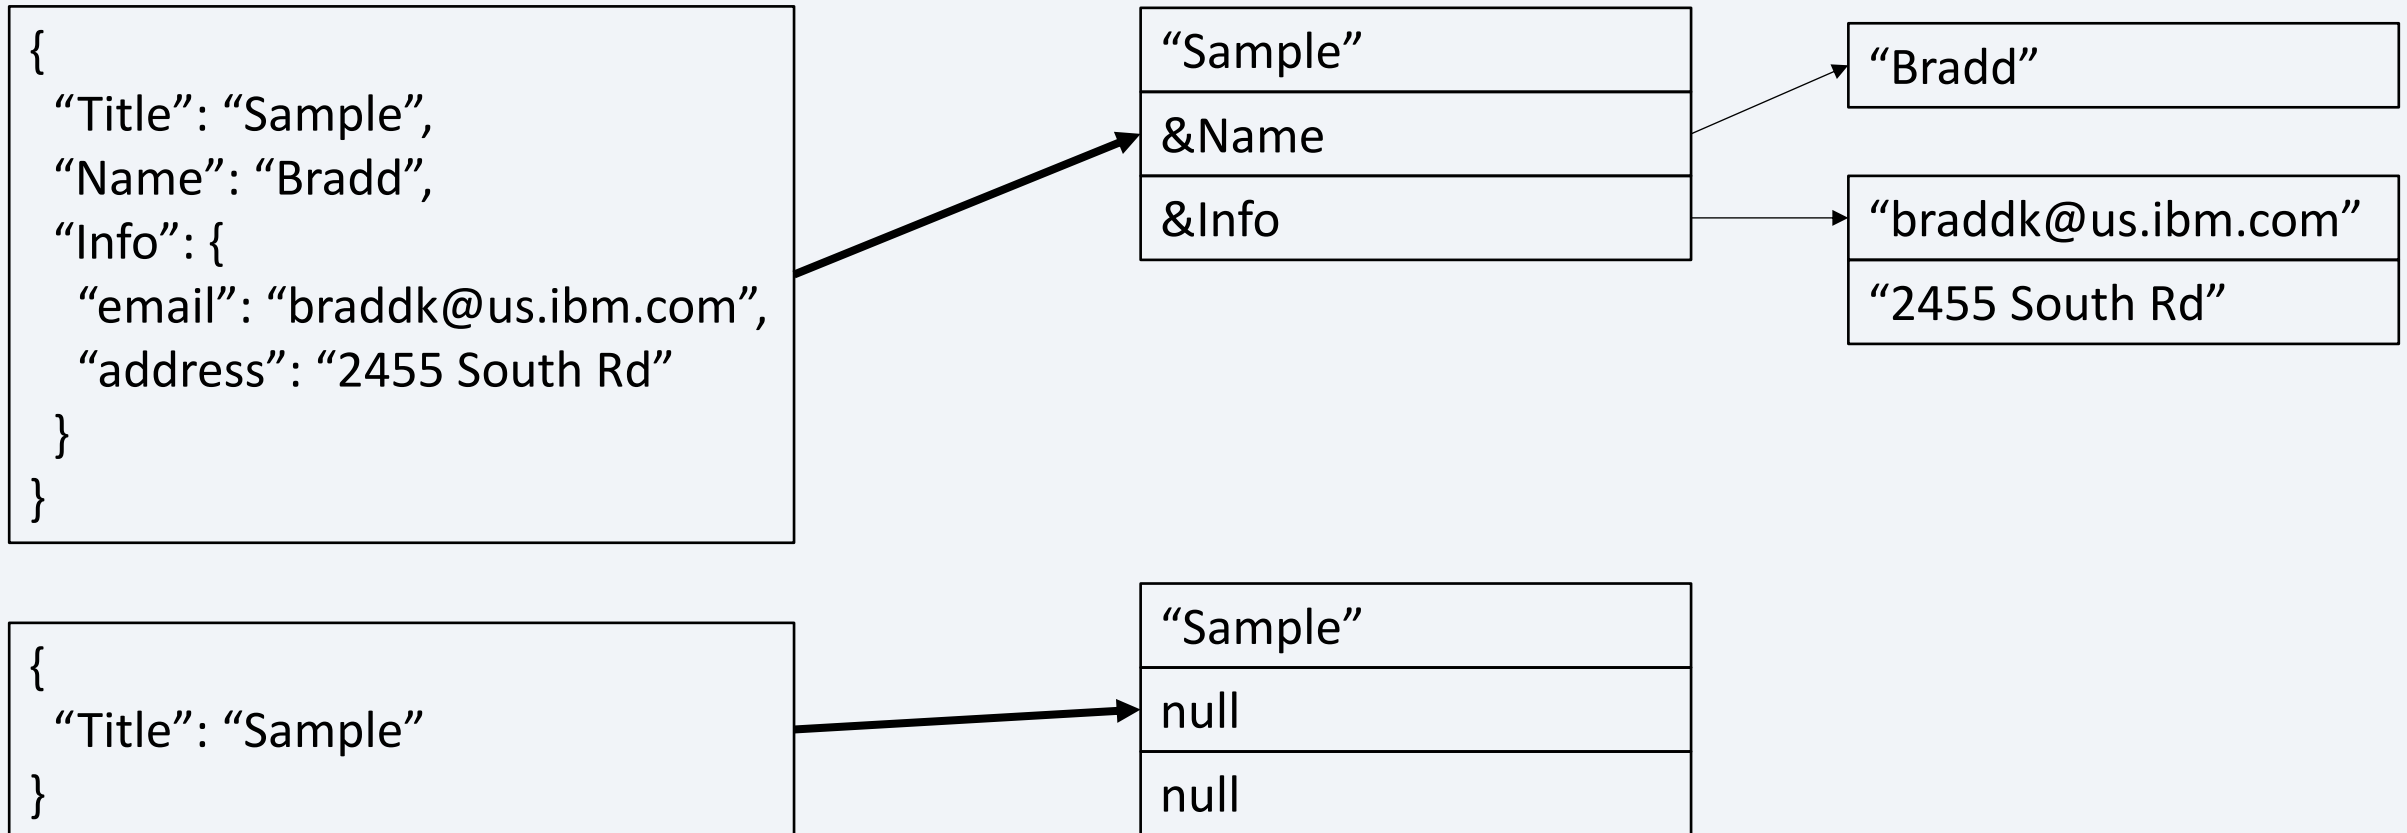 {
“Title”: “Sample”,
“Name”: “Bradd”,
“Info”: {
“email”: “braddk@us.ibm.com”,
“address”: “2455 South Rd”
}
}
“Sample”
&Name
&Info
“Bradd”
“braddk@us.ibm.com”
“2455 South Rd”
{
“Title”: “Sample”
}
“Sample”
null
null